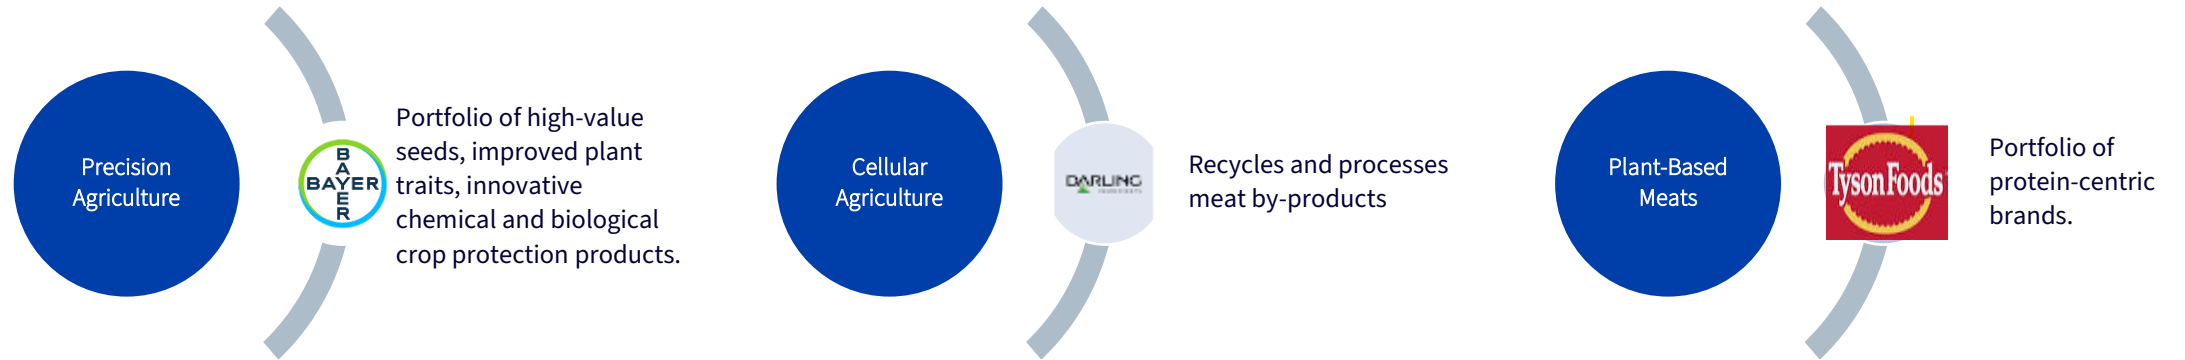 Precision
Agriculture
BAYER
BAYER
Portfolio of high-value
seeds, improved plant
traits, innovative
chemical and biological
crop protection products.
Cellular
Agriculture
DARLING
Recycles and processes
meat by-products
Plant-Based
Meats
Tyson Foods
Portfolio of
protein-centric
brands.